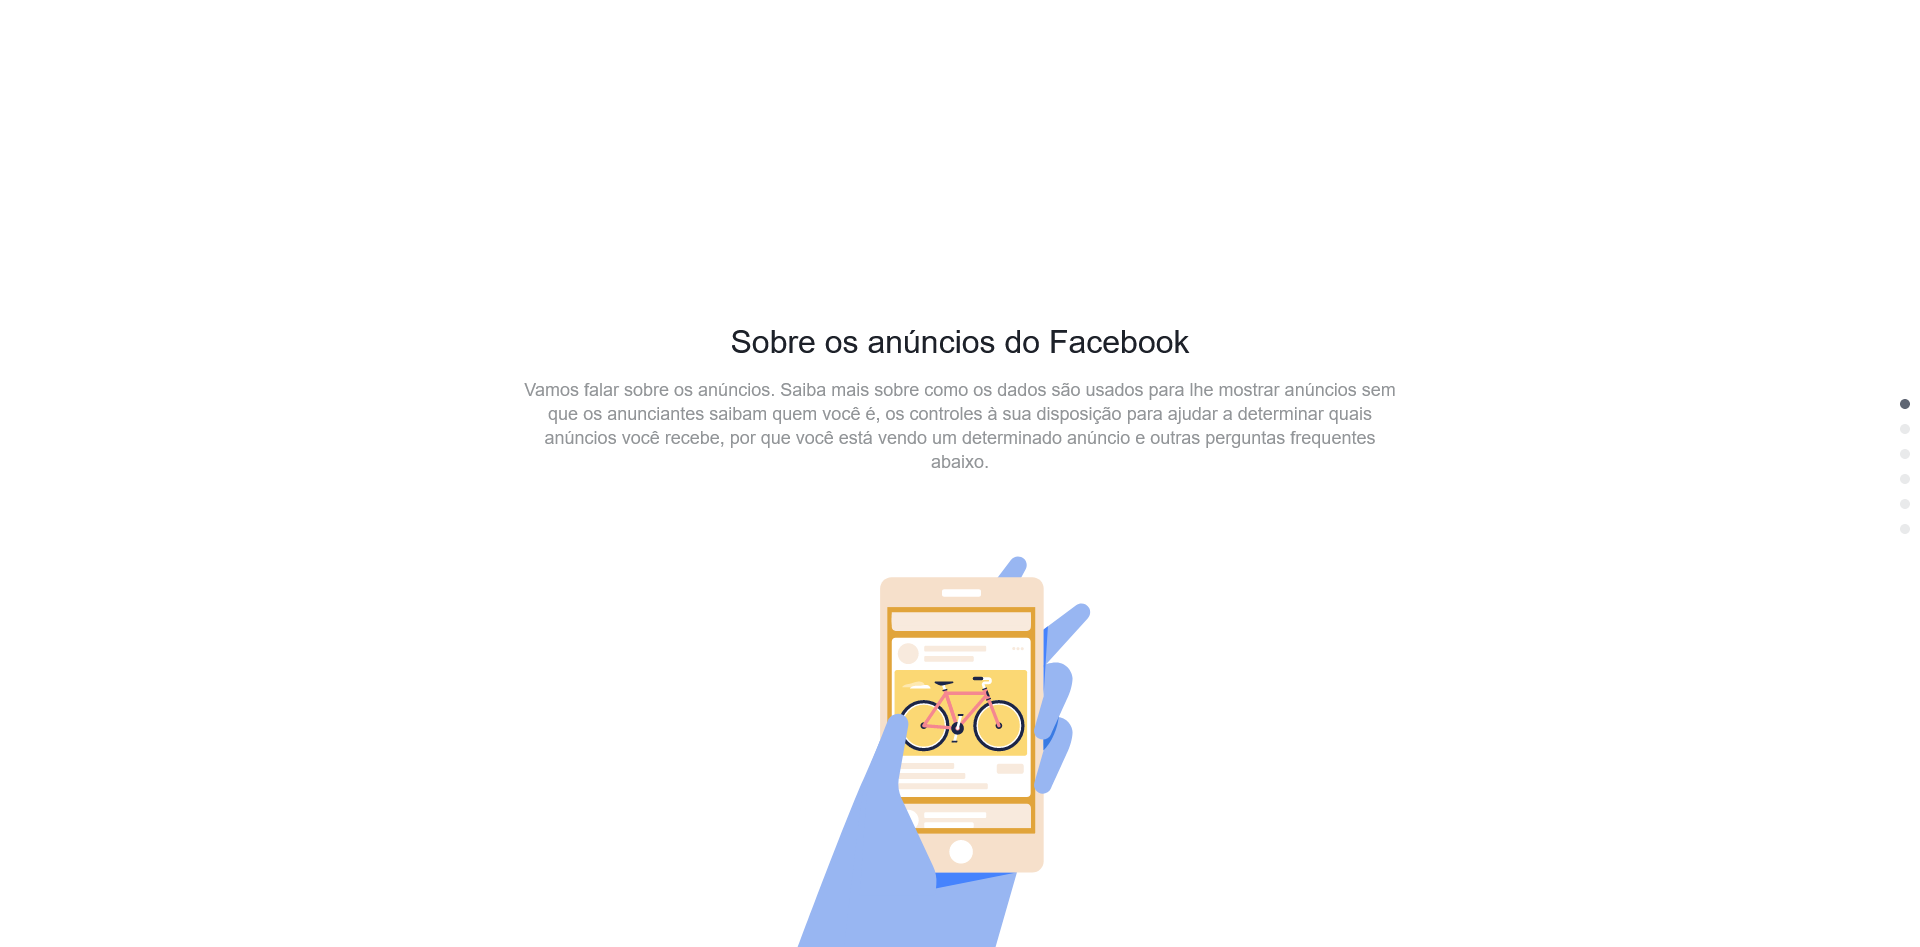 Sobre os anúncios do Facebook
Vamos falar sobre os anúncios. Saiba mais sobre como os dados são usados para lhe mostrar anúncios sem
que os anunciantes saibam quem você é, os controles à sua disposição para ajudar a determinar quais
anúncios você recebe, por que você está vendo um determinado anúncio e outras perguntas frequentes
abaixo.